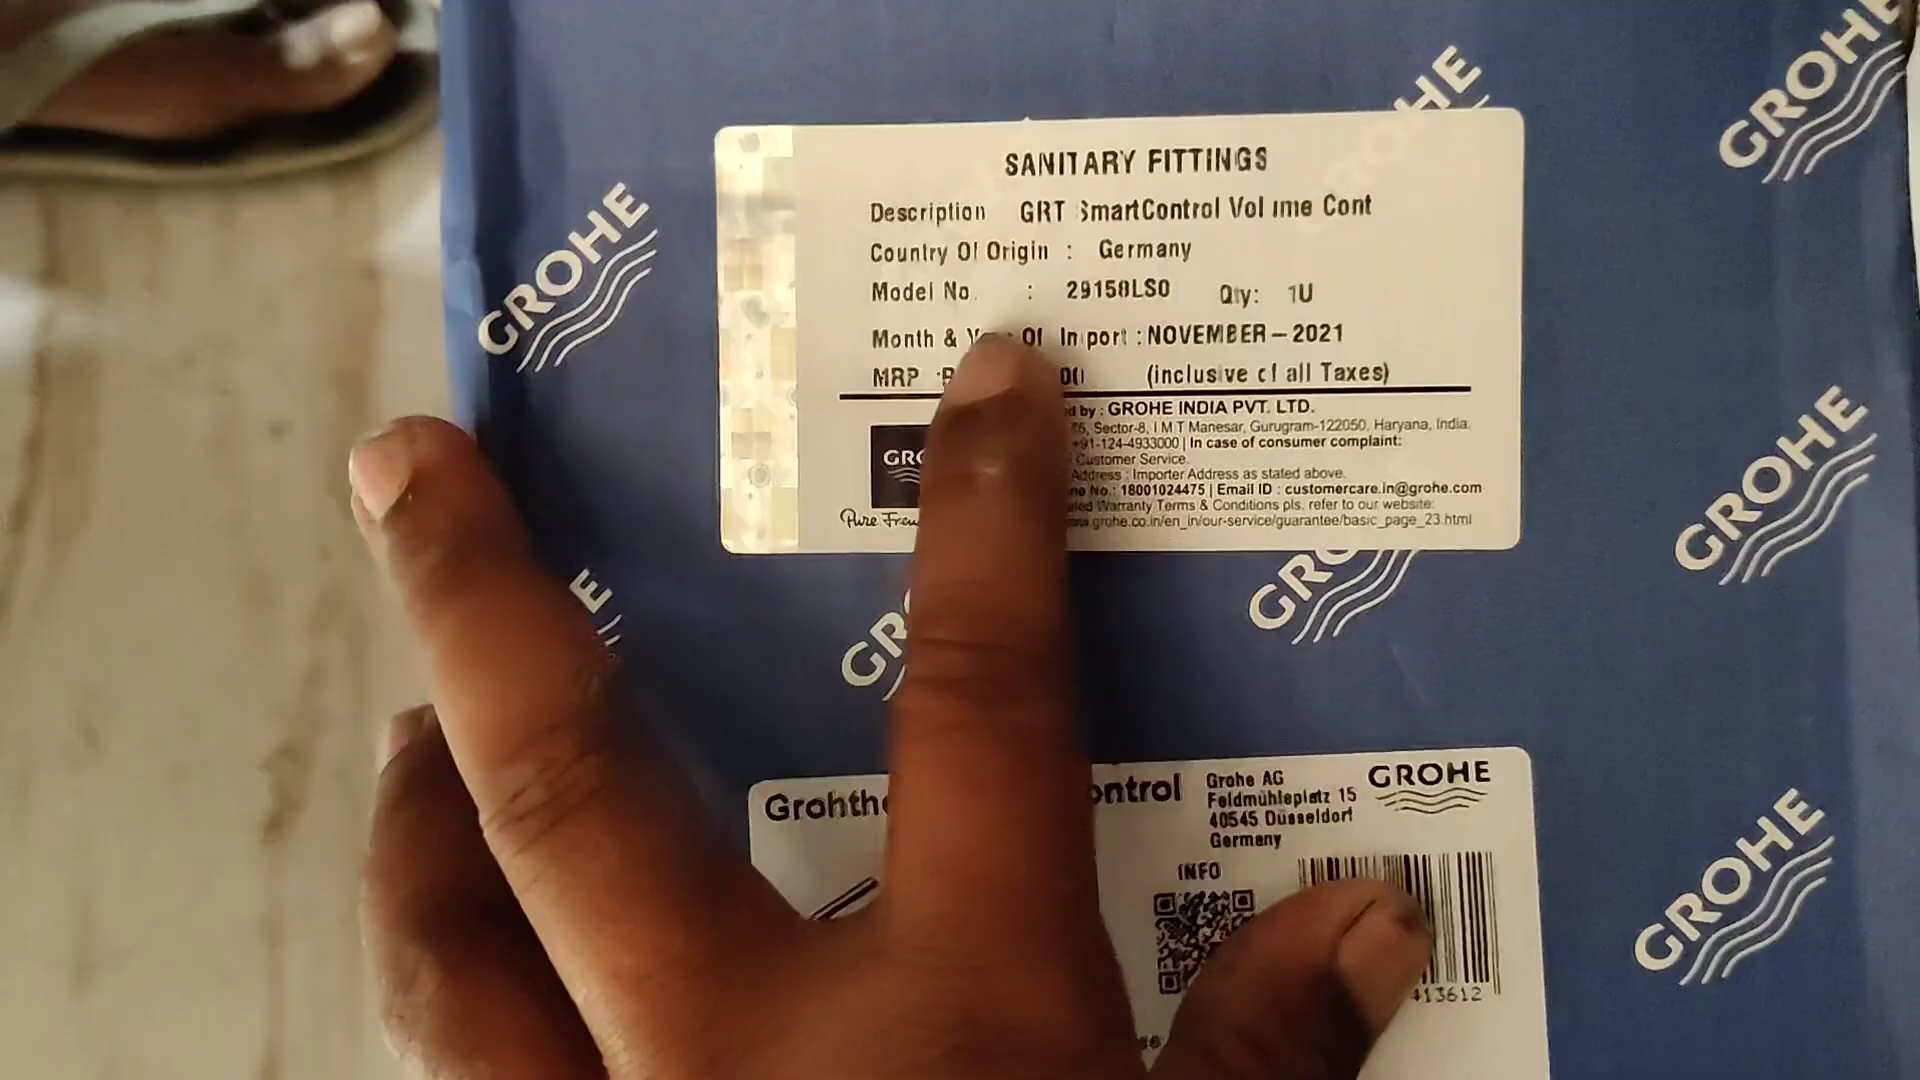 GROHE
GROHE
GROHE
SANITARY FITTINGS
Description GRT SmartControl Volume Cont
Country Of Origin : Germany
Model No. : 29158LS0 Qty: 1U
Month & Of Import : NOVEMBER – 2021
MRP (inclusive of all Taxes)
by : GROHE INDIA PVT. LTD.
Sector-8, I M T Manesar, Gurugram-122050, Haryana, India.
+91-124-4933000 | In case of consumer complaint:
Customer Service.
Address : Importer Address as stated above.
No.: 18001024475 | Email ID : customercare.in@grohe.com
Warranty Terms & Conditions pls. refer to our website:
grohe.co.in/en_in/our-service/guarantee/basic_page_23.html
Pure
GROHE
GROHE
Grohe AG
Feldmühleplatz 15
40545 Düsseldorf
Germany
GROHE
INFO
413612
GROHE